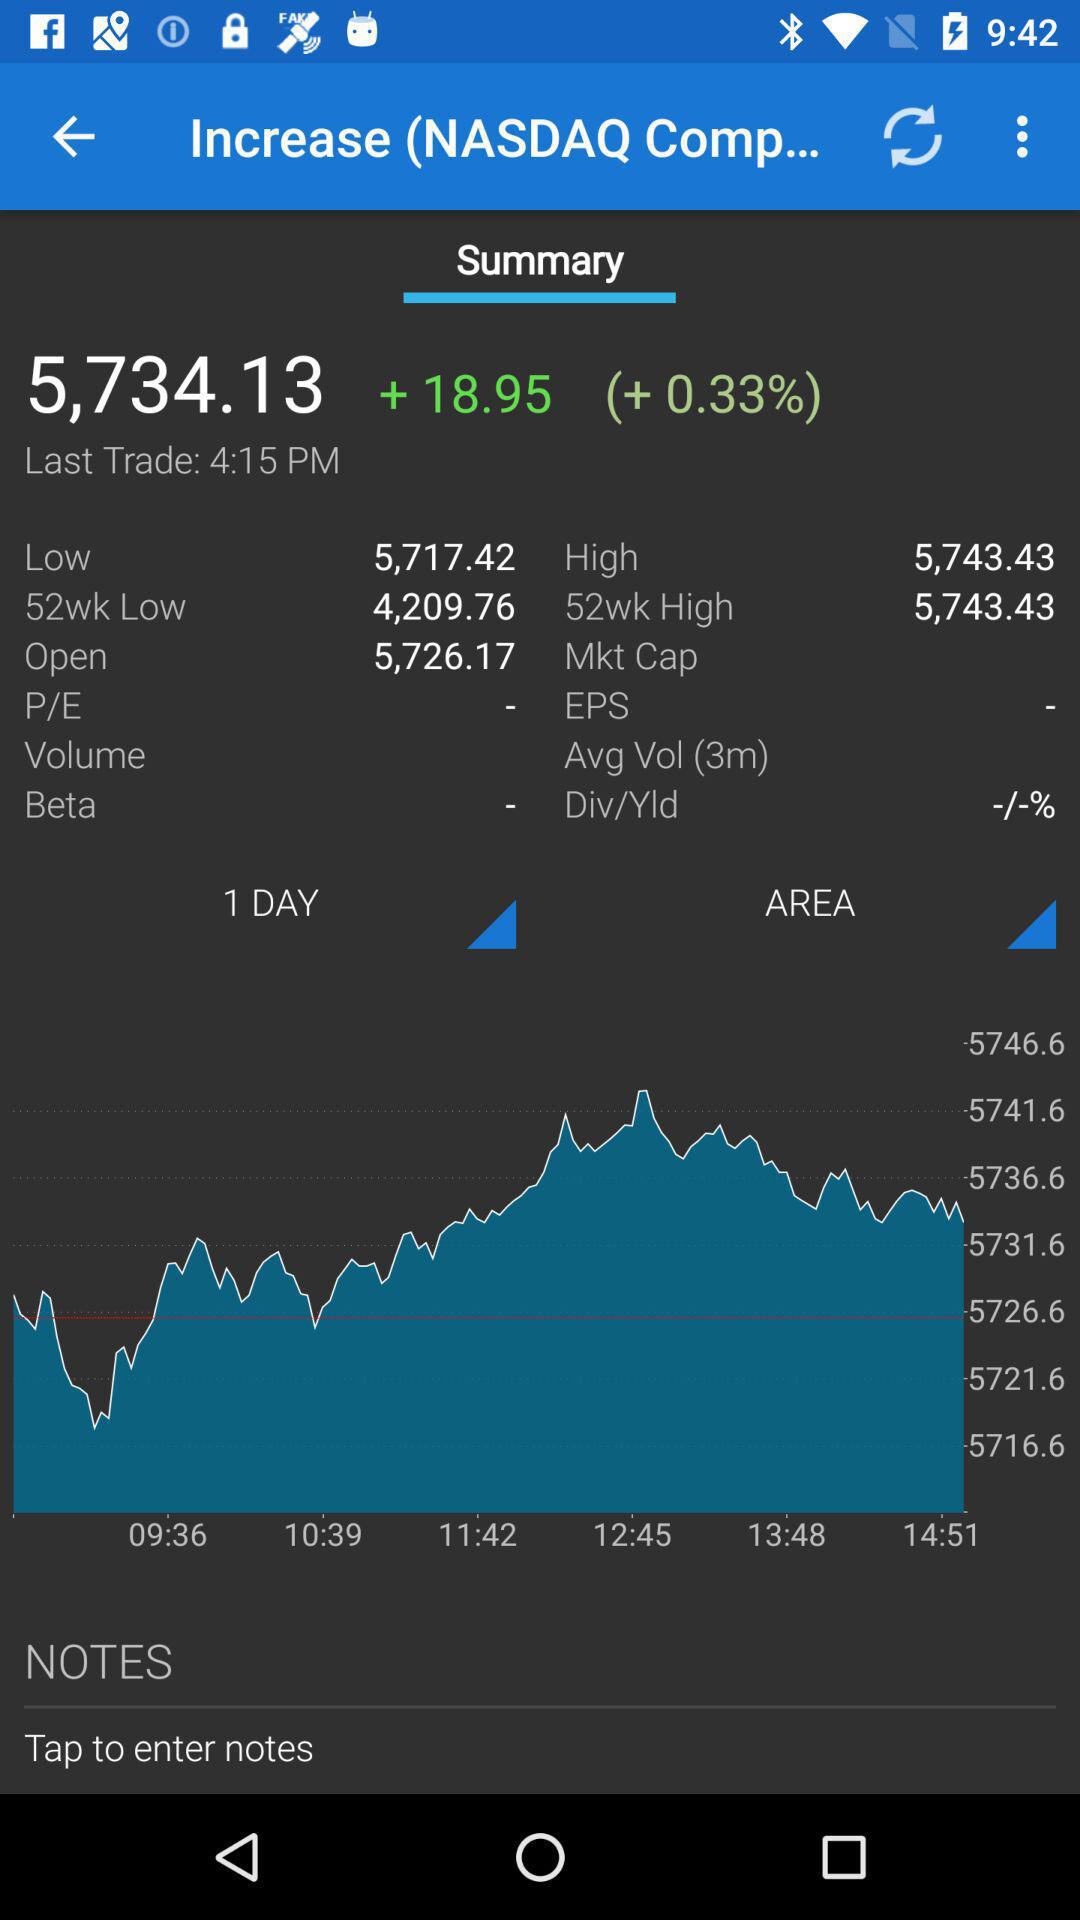 FAKE
9:42
Increase (NASDAQ Comp...
Summary
5,734.13 + 18.95 (+ 0.33%)
Last Trade: 4:15 PM
Low 5,717.42 High 5,743.43
52wk Low 4,209.76 52wk High 5,743.43
Open 5,726.17 Mkt Cap
P/E - EPS -
Volume Avg Vol (3m)
Beta - Div/Yld -/-%
1 DAY AREA
5746.6
5741.6
5736.6
5731.6
5726.6
5721.6
5716.6
09:36 10:39 11:42 12:45 13:48 14:51
NOTES
Tap to enter notes